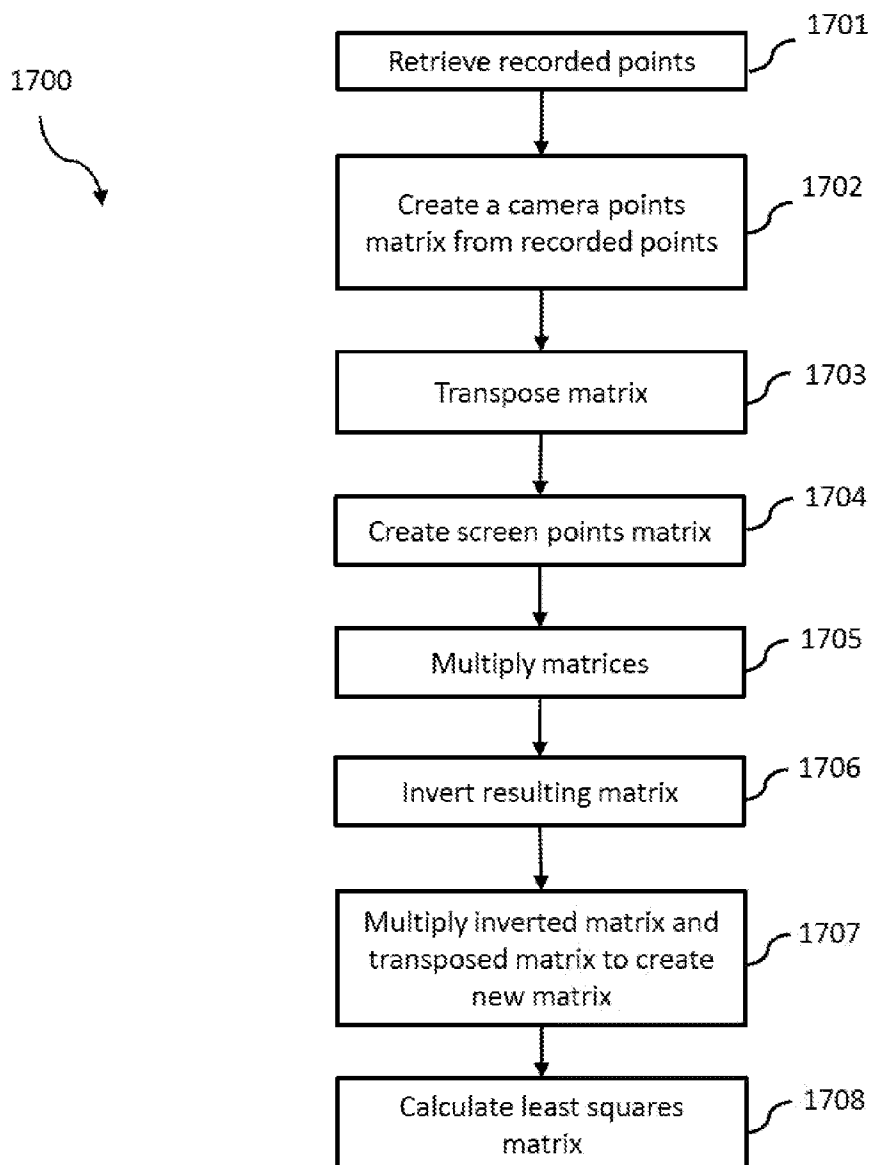 1700
Retrieve recorded points
1701
Create a camera points
matrix from recorded points
1702
Transpose matrix
1703
Create screen points matrix
1704
Multiply matrices
1705
Invert resulting matrix
1706
Multiply inverted matrix and
transposed matrix to create
new matrix
1707
Calculate least squares
matrix
1708